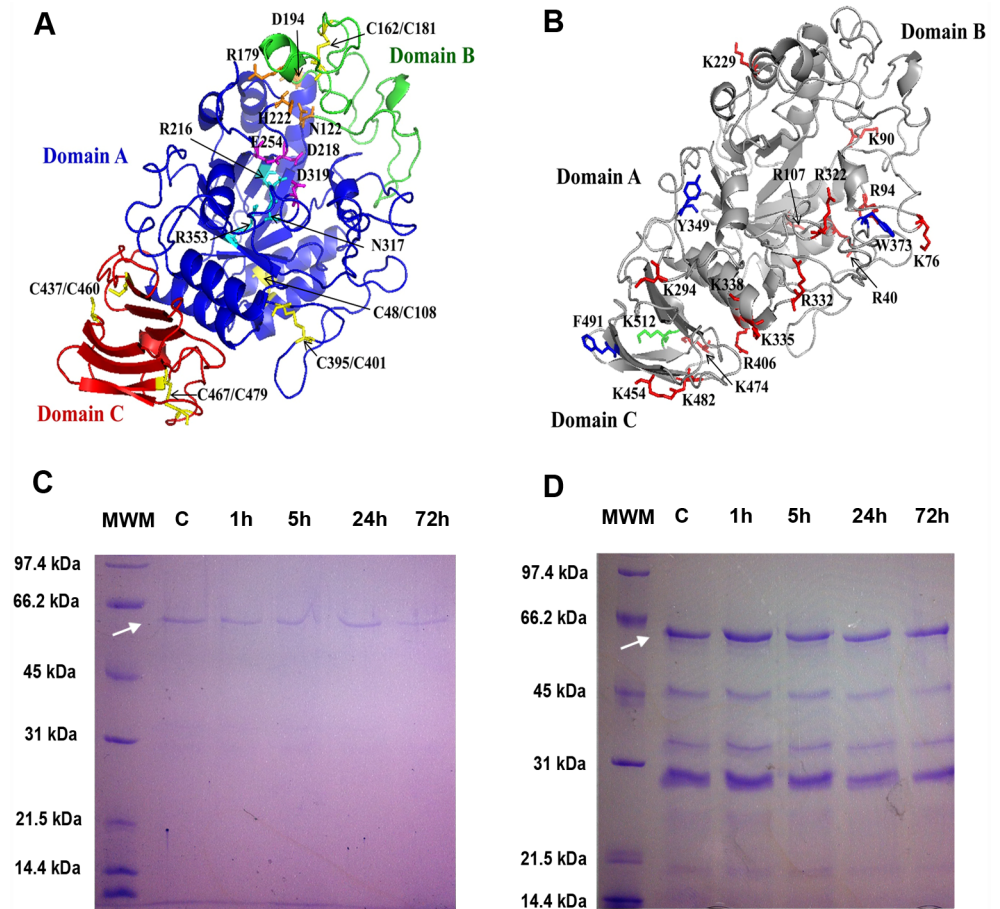 A
D194
C162/C181
R179
Domain B
H222
N122
R216
E254
D218
Domain A
D319
R353
N317
C437/C460
C48/C108
C395/C401
C467/C479
Domain C
B
Domain B
K229
K90
Domain A
R107
R322
R94
Y349
W373
K76
K294
K338
R332
R40
F491
K512
K335
R406
K474
K454
K482
Domain C
C
MWM C 1h 5h 24h 72h
97.4 kDa
66.2 kDa
45 kDa
31 kDa
21.5 kDa
14.4 kDa
D
MWM C 1h 5h 24h 72h
97.4 kDa
66.2 kDa
45 kDa
31 kDa
21.5 kDa
14.4 kDa